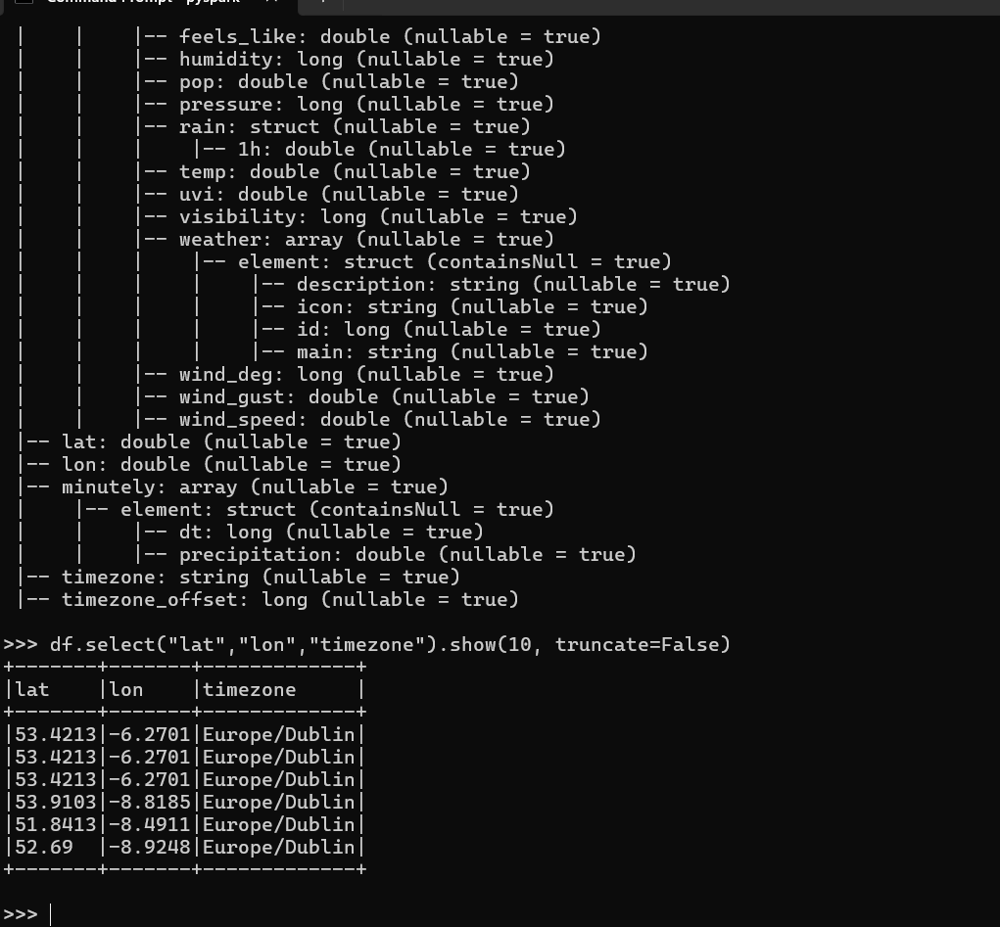 Command Prompt - pyspark
|    |    |-- feels_like: double (nullable = true)
|    |    |-- humidity: long (nullable = true)
|    |    |-- pop: double (nullable = true)
|    |    |-- pressure: long (nullable = true)
|    |    |-- rain: struct (nullable = true)
|    |    |    |-- 1h: double (nullable = true)
|    |    |-- temp: double (nullable = true)
|    |    |-- uvi: double (nullable = true)
|    |    |-- visibility: long (nullable = true)
|    |    |-- weather: array (nullable = true)
|    |    |    |-- element: struct (containsNull = true)
|    |    |    |    |-- description: string (nullable = true)
|    |    |    |    |-- icon: string (nullable = true)
|    |    |    |    |-- id: long (nullable = true)
|    |    |    |    |-- main: string (nullable = true)
|    |    |-- wind_deg: long (nullable = true)
|    |    |-- wind_gust: double (nullable = true)
|    |    |-- wind_speed: double (nullable = true)
|-- lat: double (nullable = true)
|-- lon: double (nullable = true)
|-- minutely: array (nullable = true)
|    |-- element: struct (containsNull = true)
|    |    |-- dt: long (nullable = true)
|    |    |-- precipitation: double (nullable = true)
|-- timezone: string (nullable = true)
|-- timezone_offset: long (nullable = true)
>>> df.select("lat","lon","timezone").show(10, truncate=False)
+-------+-------+-------------+
|lat    |lon    |timezone     |
+-------+-------+-------------+
|53.4213|-6.2701|Europe/Dublin|
|53.4213|-6.2701|Europe/Dublin|
|53.4213|-6.2701|Europe/Dublin|
|53.9103|-8.8185|Europe/Dublin|
|51.8413|-8.4911|Europe/Dublin|
|52.69  |-8.9248|Europe/Dublin|
+-------+-------+-------------+
>>>